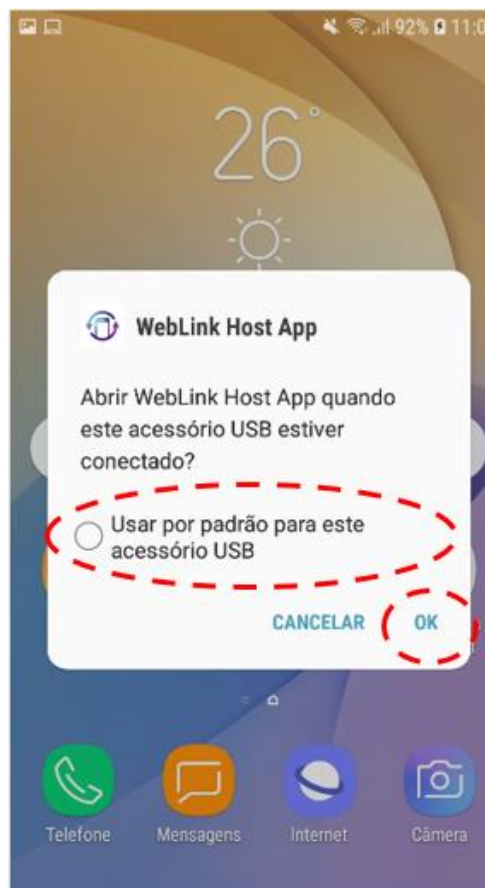 92% 11:0
26°
WebLink Host App
Abrir WebLink Host App quando
este acessório USB estiver
conectado?
Usar por padrão para este
acessório USB
CANCELAR OK
Telefone Mensagens Internet Câmera